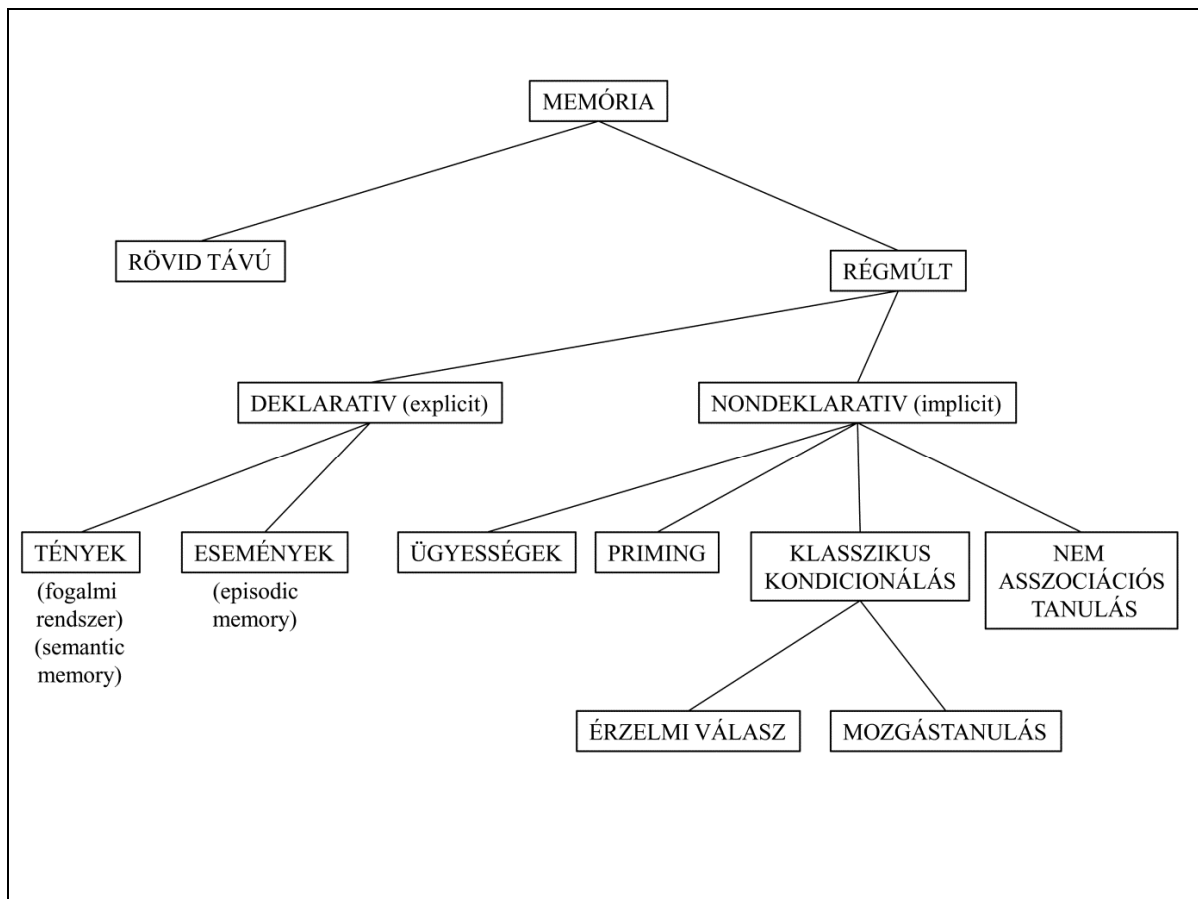 MEMÓRIA
RÖVID TÁVÚ
RÉGMÚLT
DEKLARATIV (explicit)
NONDEKLARATIV (implicit)
TÉNYEK
(fogalmi
rendszer)
(semantic
memory)
ESEMÉNYEK
(episodic
memory)
ÜGYESSÉGEK
PRIMING
KLASSZIKUS
KONDICIONÁLÁS
NEM
ASSZOCIÁCIÓS
TANULÁS
ÉRZELMI VÁLASZ
MOZGÁSTANULÁS